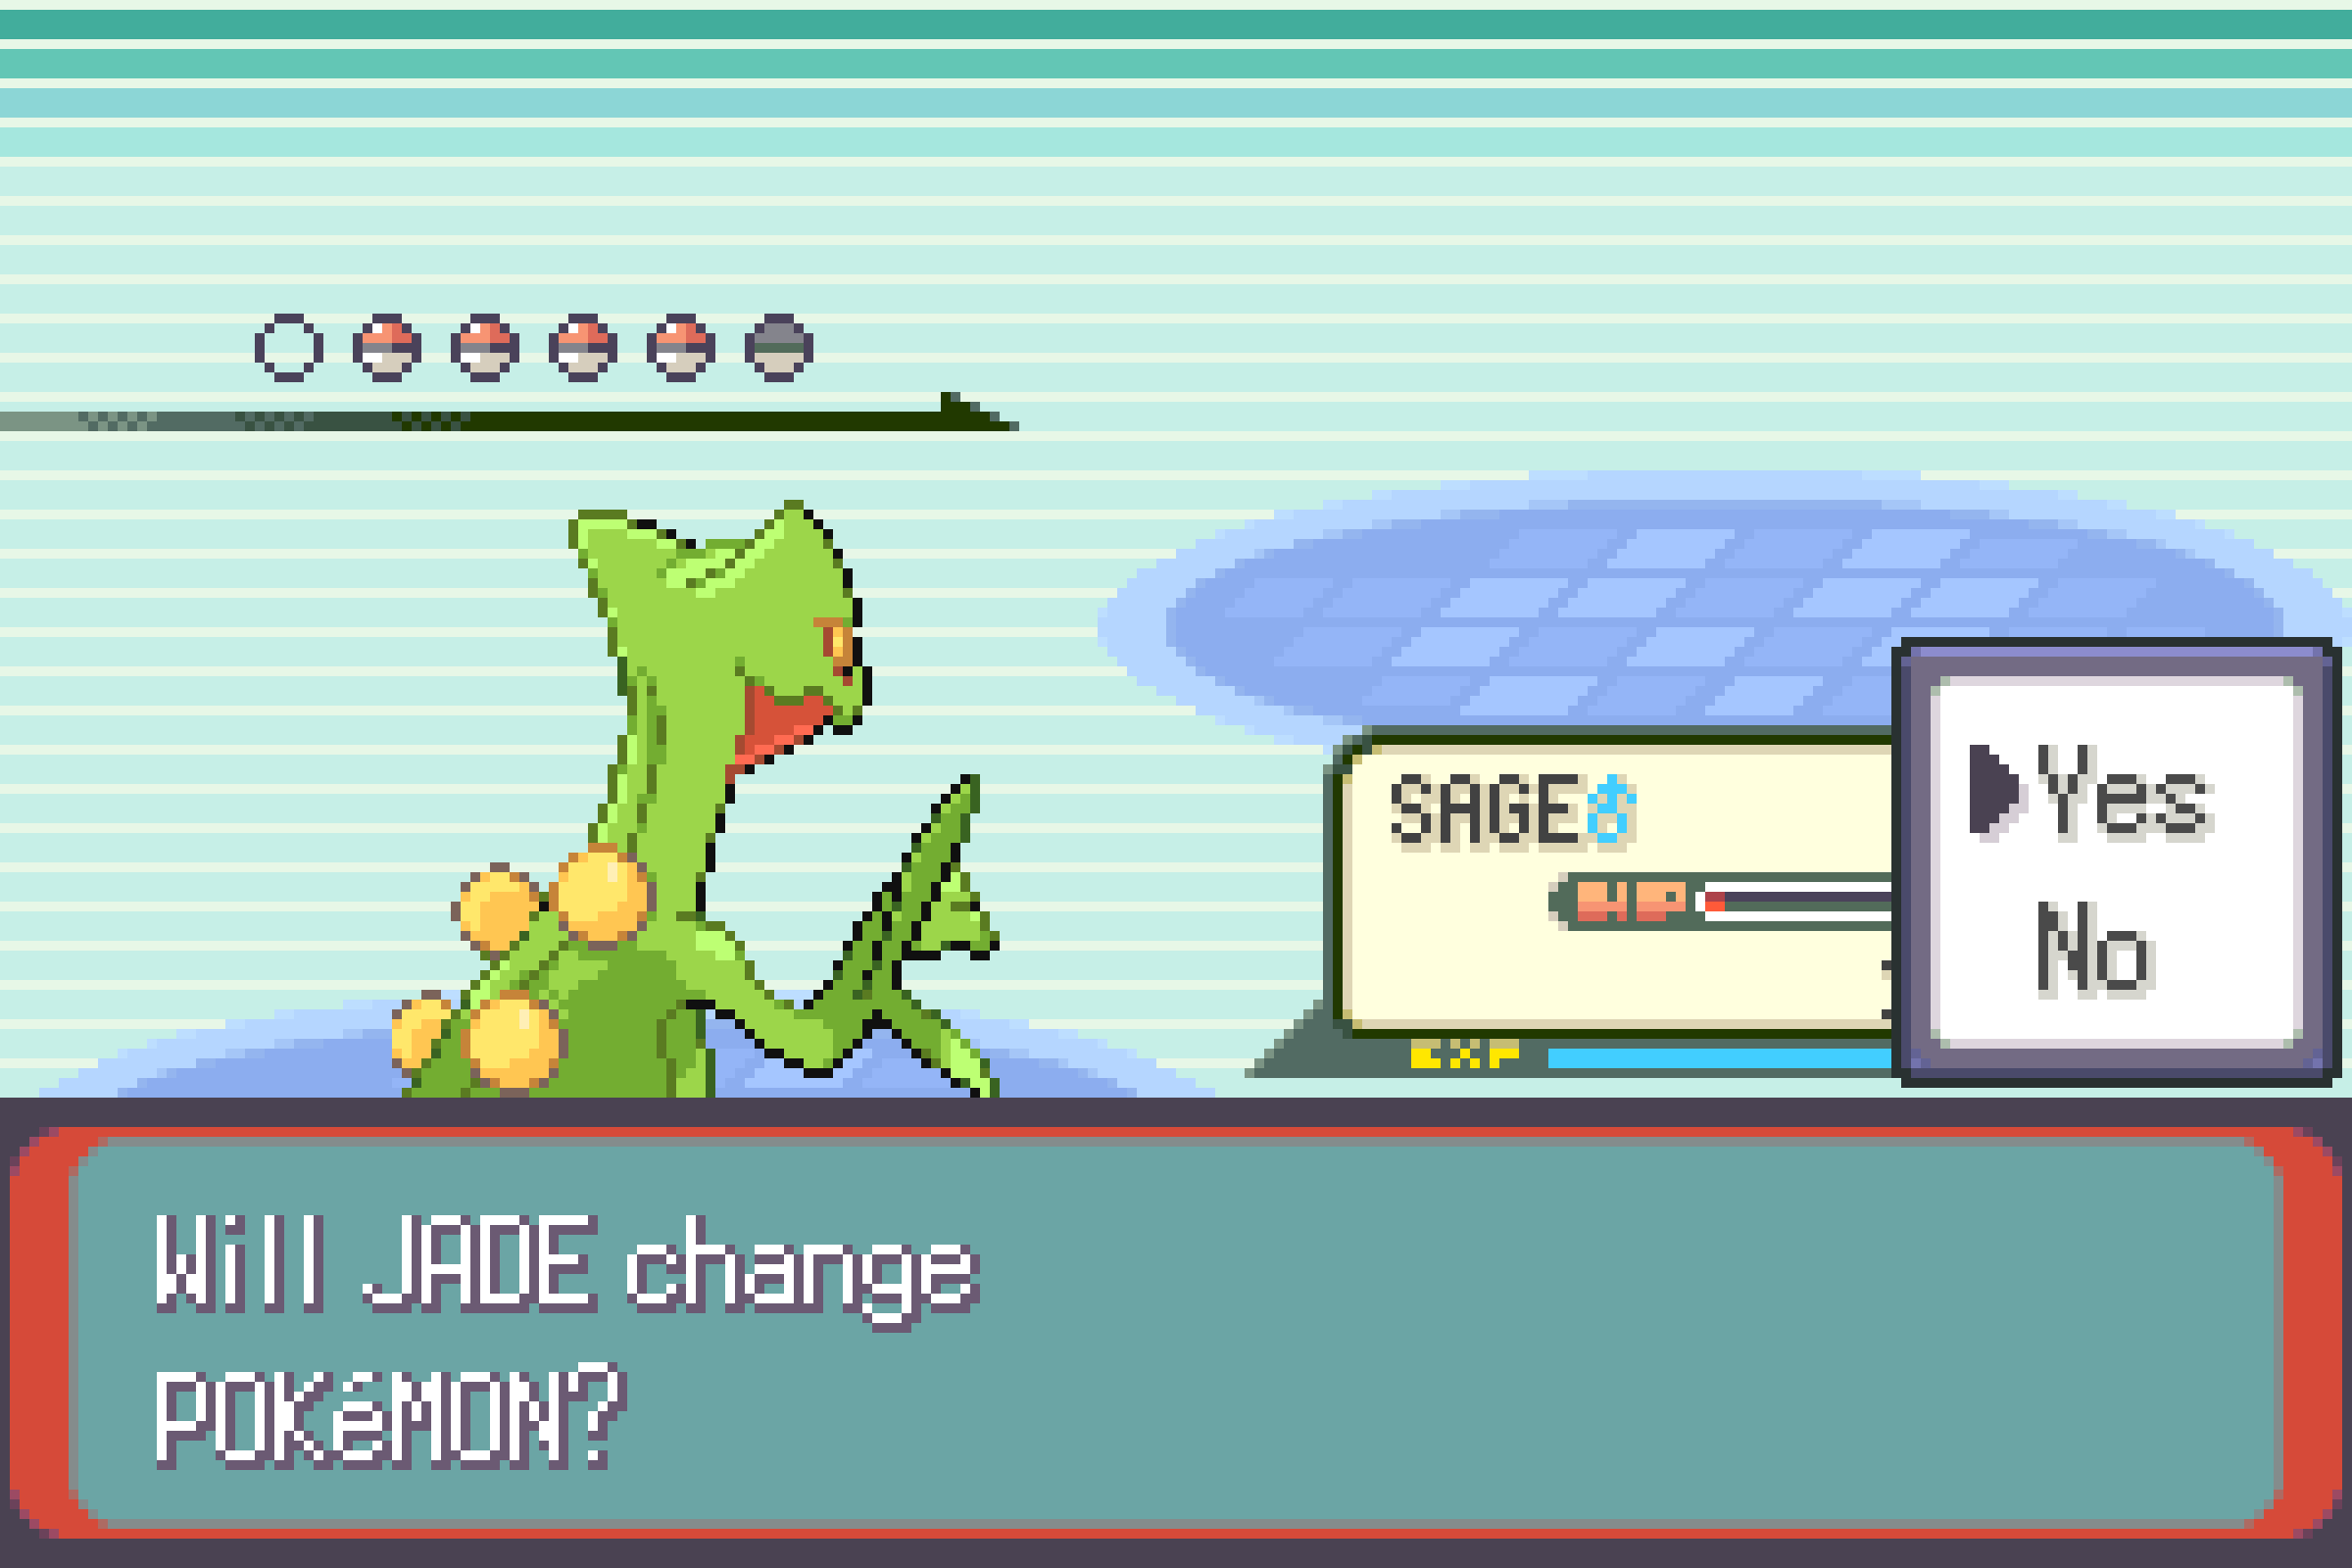 SAGE♂
HP
Yes
No
EXP
Will JADE change
POKéMON?